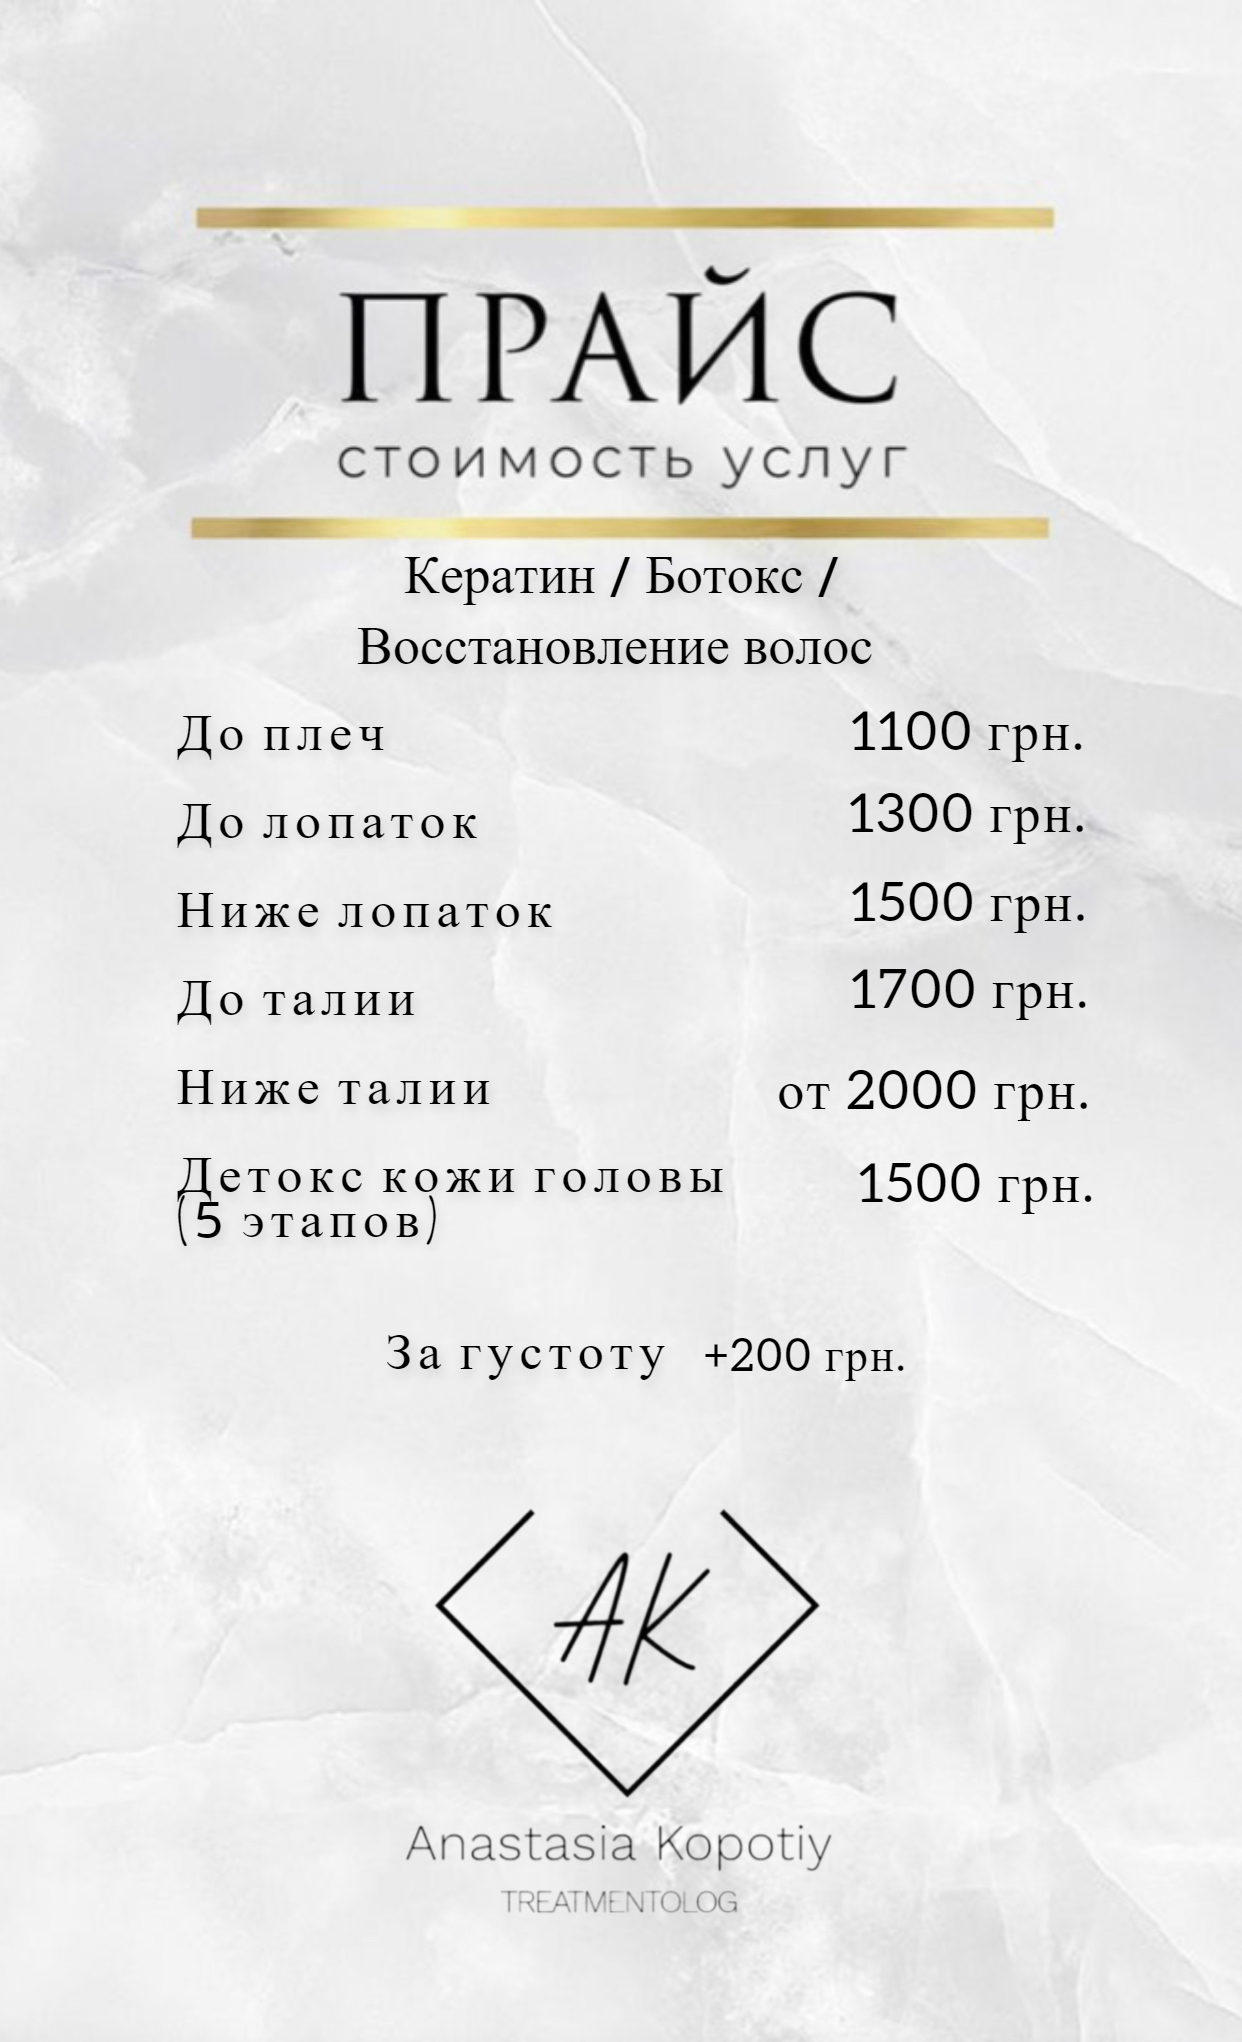 ПРАЙС
стоимость услуг
Кератин / Ботокс /
Восстановление волос
До плеч 1100 грн.
До лопаток 1300 грн.
Ниже лопаток 1500 грн.
До талии 1700 грн.
Ниже талии от 2000 грн.
Детокс кожи головы 1500 грн.
(5 этапов)
За густоту +200 грн.
AK
Anastasia Kopotiy
TREATMENTOLOG